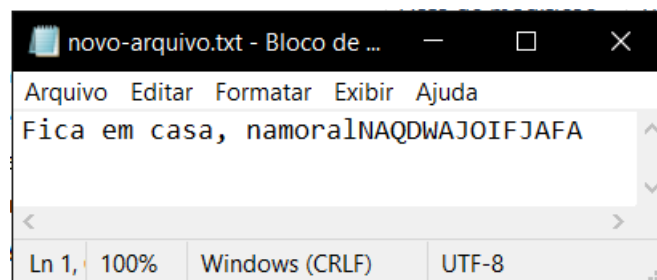 novo-arquivo.txt - Bloco de ...
Arquivo Editar Formatar Exibir Ajuda
Fica em casa, namoralNAQDWAJOIFJAFA
Ln 1, 100% Windows (CRLF) UTF-8